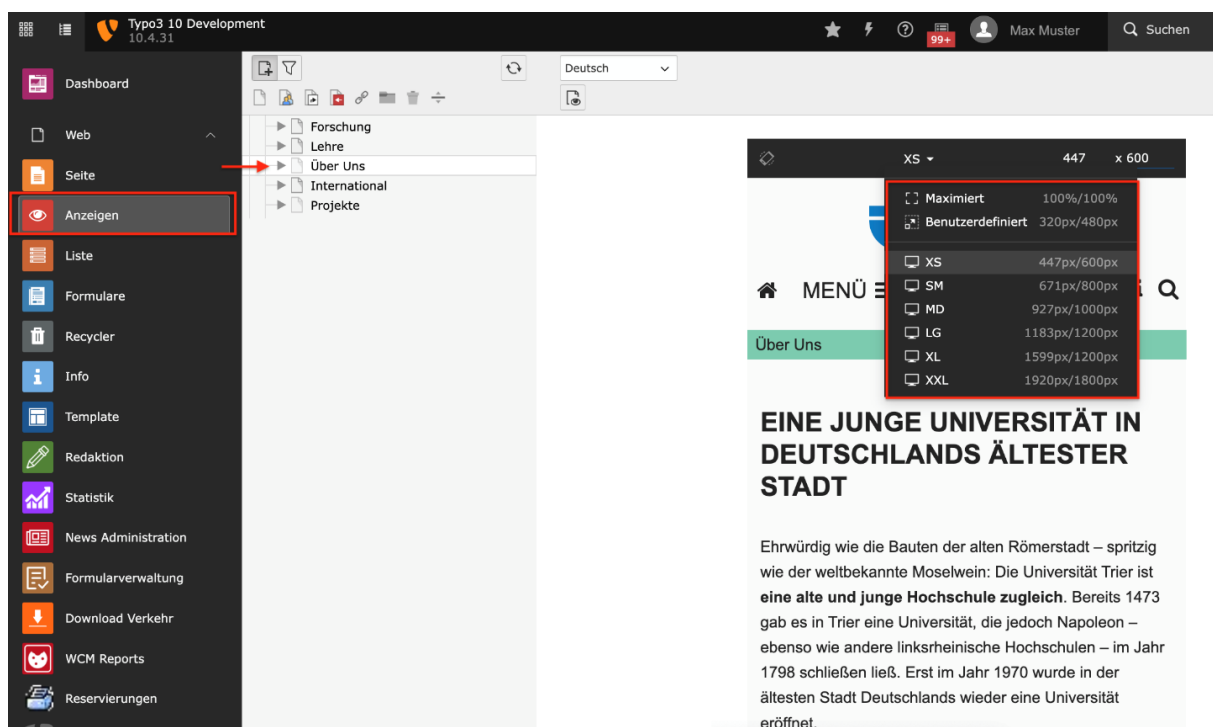 Typo3 10 Development
10.4.31
99+
Max Muster
Suchen
Dashboard
Web
Seite
Anzeigen
Liste
Formulare
Recycler
Info
Template
Redaktion
Statistik
News Administration
Formularverwaltung
Download Verkehr
WCM Reports
Reservierungen
Forschung
Lehre
Über Uns
International
Projekte
Deutsch
XS 447 x 600
Maximiert 100%/100%
Benutzerdefiniert 320px/480px
XS 447px/600px
SM 671px/800px
MD 927px/1000px
LG 1183px/1200px
XL 1599px/1200px
XXL 1920px/1800px
MENÜ
Über Uns
EINE JUNGE UNIVERSITÄT IN
DEUTSCHLANDS ÄLTESTER
STADT
Ehrwürdig wie die Bauten der alten Römerstadt – spritzig
wie der weltbekannte Moselwein: Die Universität Trier ist
eine alte und junge Hochschule zugleich. Bereits 1473
gab es in Trier eine Universität, die jedoch Napoleon –
ebenso wie andere linksrheinische Hochschulen – im Jahr
1798 schließen ließ. Erst im Jahr 1970 wurde in der
ältesten Stadt Deutschlands wieder eine Universität
eröffnet.